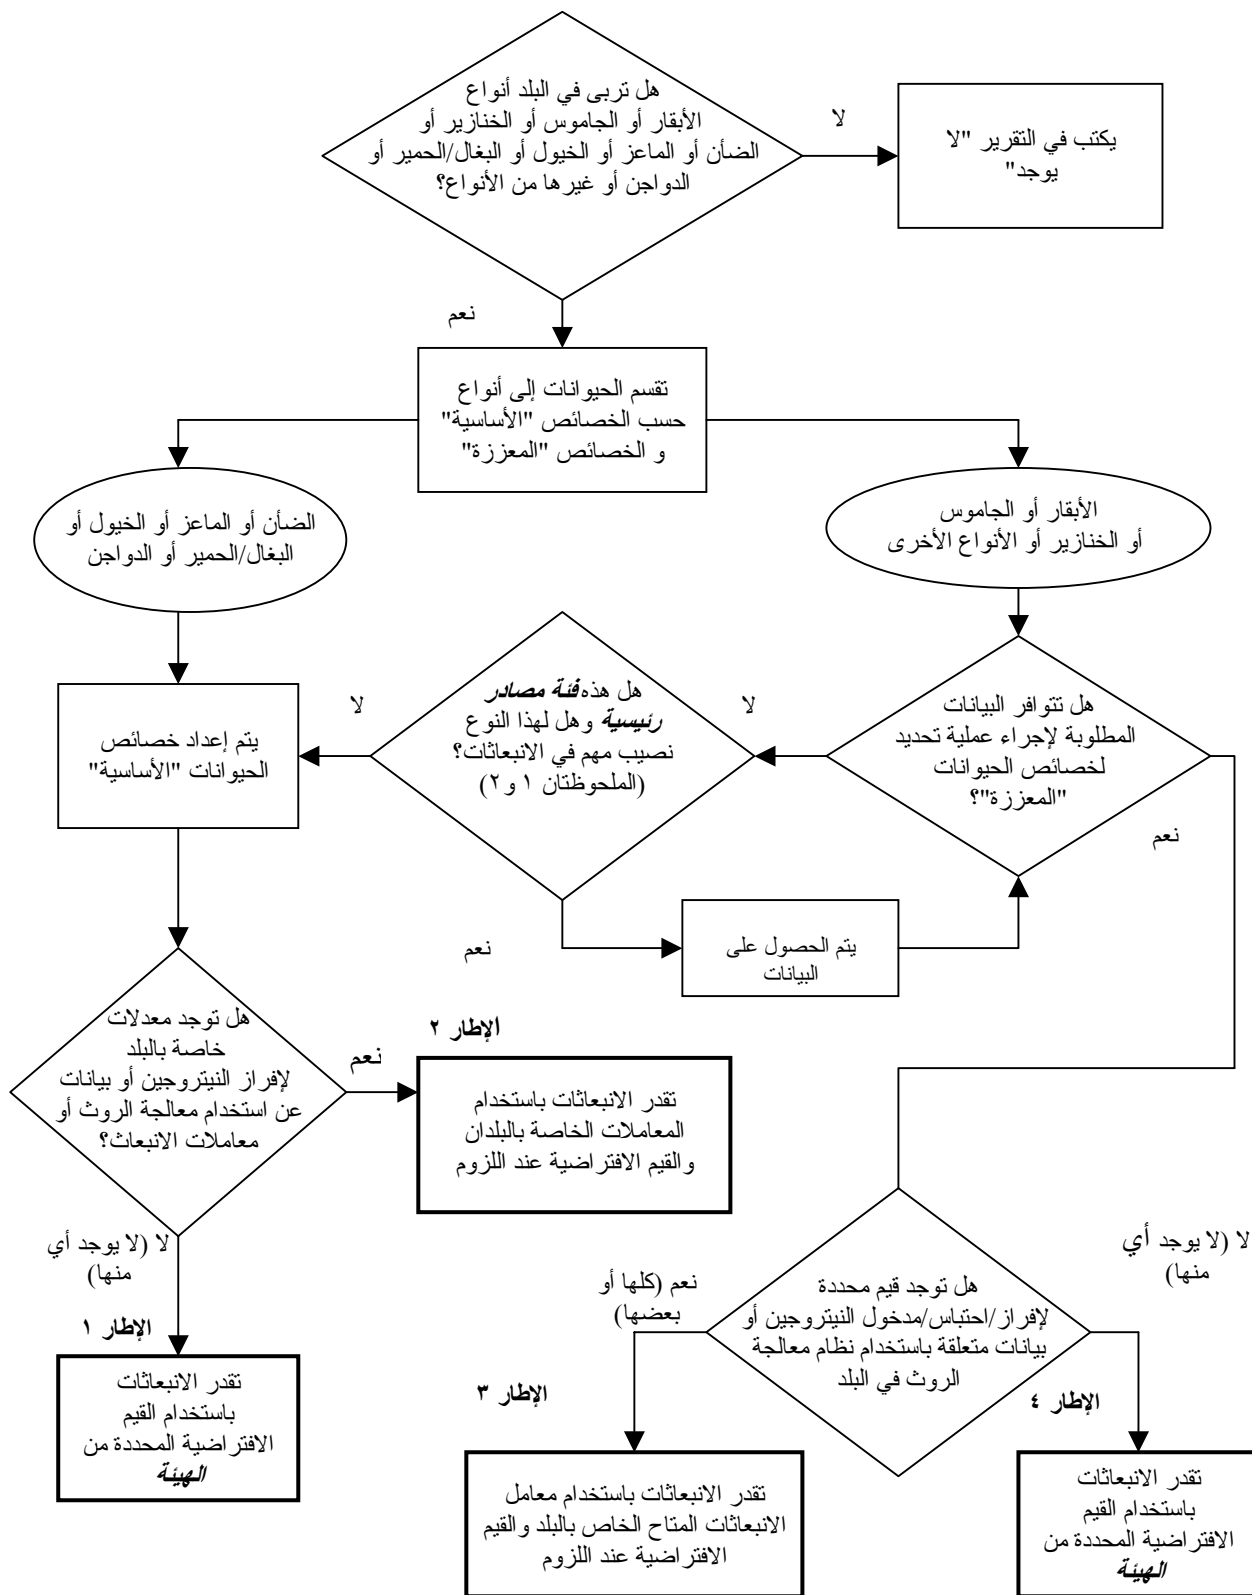 هل تربى في البلد أنواع
الأبقار أو الجاموس أو الخنازير أو
الضأن أو الماعز أو الخيول أو البغال/الحمير أو
الدواجن أو غيرها من الأنواع؟
لا
يكتب في التقرير "لا
يوجد"
نعم
تقسم الحيوانات إلى أنواع
حسب الخصائص "الأساسية"
و الخصائص "المعززة"
الأبقار أو الجاموس
أو الخنازير أو الأنواع الأخرى
الضأن أو الماعز أو الخيول أو
البغال/الحمير أو الدواجن
هل تتوافر البيانات
المطلوبة لإجراء عملية تحديد
لخصائص الحيوانات
"المعززة"؟
لا
نعم
هل هذه فئة مصادر
رئيسية وهل لهذا النوع
نصيب مهم في الانبعاثات؟
(الملحوظتان ١ و٢)
لا
نعم
يتم الحصول على
البيانات
يتم إعداد خصائص
الحيوانات "الأساسية"
هل توجد معدلات
خاصة بالبلد
لإفراز النيتروجين أو بيانات
عن استخدام معالجة الروث أو
معاملات الانبعاث؟
نعم
الإطار ٢
تقدر الانبعاثات باستخدام
المعاملات الخاصة بالبلدان
والقيم الافتراضية عند اللزوم
لا (لا يوجد أي
منها)
الإطار ١
تقدر الانبعاثات
باستخدام القيم
الافتراضية المحددة من
الهيئة
هل توجد قيم محددة
لإفراز/احتباس/مدخول النيتروجين أو
بيانات متعلقة باستخدام نظام معالجة
الروث في البلد
لا (لا يوجد أي
منها)
نعم (كلها أو
بعضها)
الإطار ٣
تقدر الانبعاثات باستخدام معامل
الانبعاثات المتاح الخاص بالبلد والقيم
الافتراضية عند اللزوم
الإطار ٤
تقدر الانبعاثات
باستخدام القيم
الافتراضية المحددة من
الهيئة